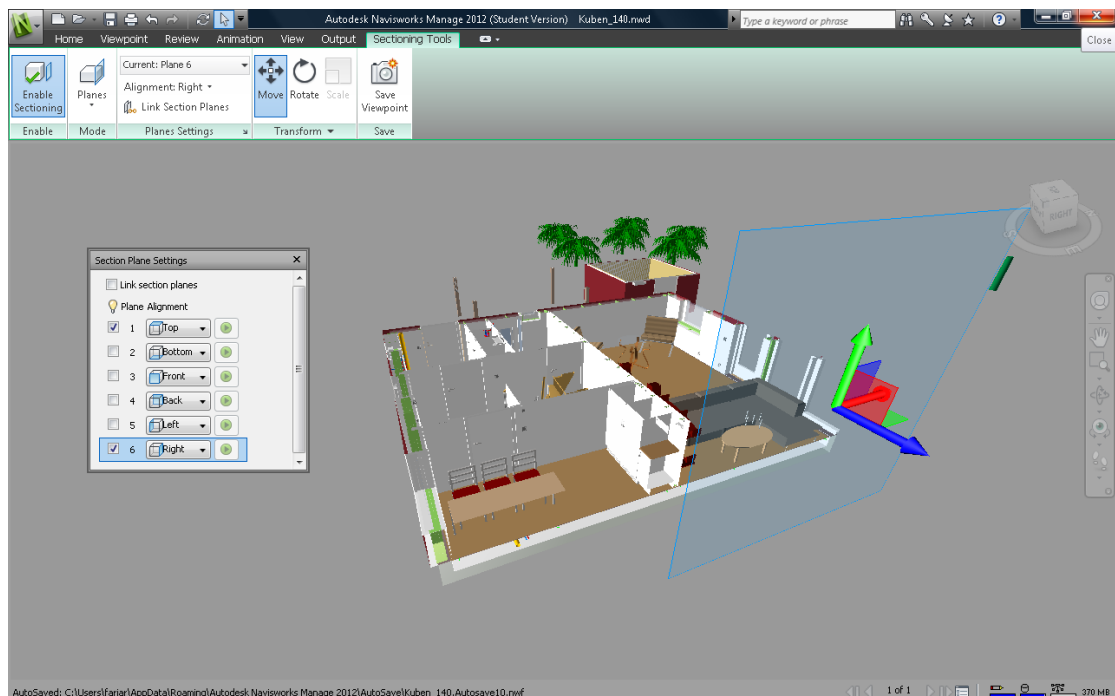 Autodesk Navisworks Manage 2012 (Student Version) Kuben_140.nwd
Type a keyword or phrase
Home Viewpoint Review Animation View Output Sectioning Tools
Close
Enable Sectioning
Planes
Current: Plane 6
Alignment: Right
Link Section Planes
Move Rotate Scale
Save Viewpoint
Enable Mode Planes Settings Transform Save
RIGHT
Section Plane Settings
Link section planes
Plane Alignment
1 Top
2 Bottom
3 Front
4 Back
5 Left
6 Right
AutoSaved: C:\Users\fariar\AppData\Roaming\Autodesk Navisworks Manage 2012\AutoSave\Kuben_140.Autosave10.nwf
1 of 1
370 MB